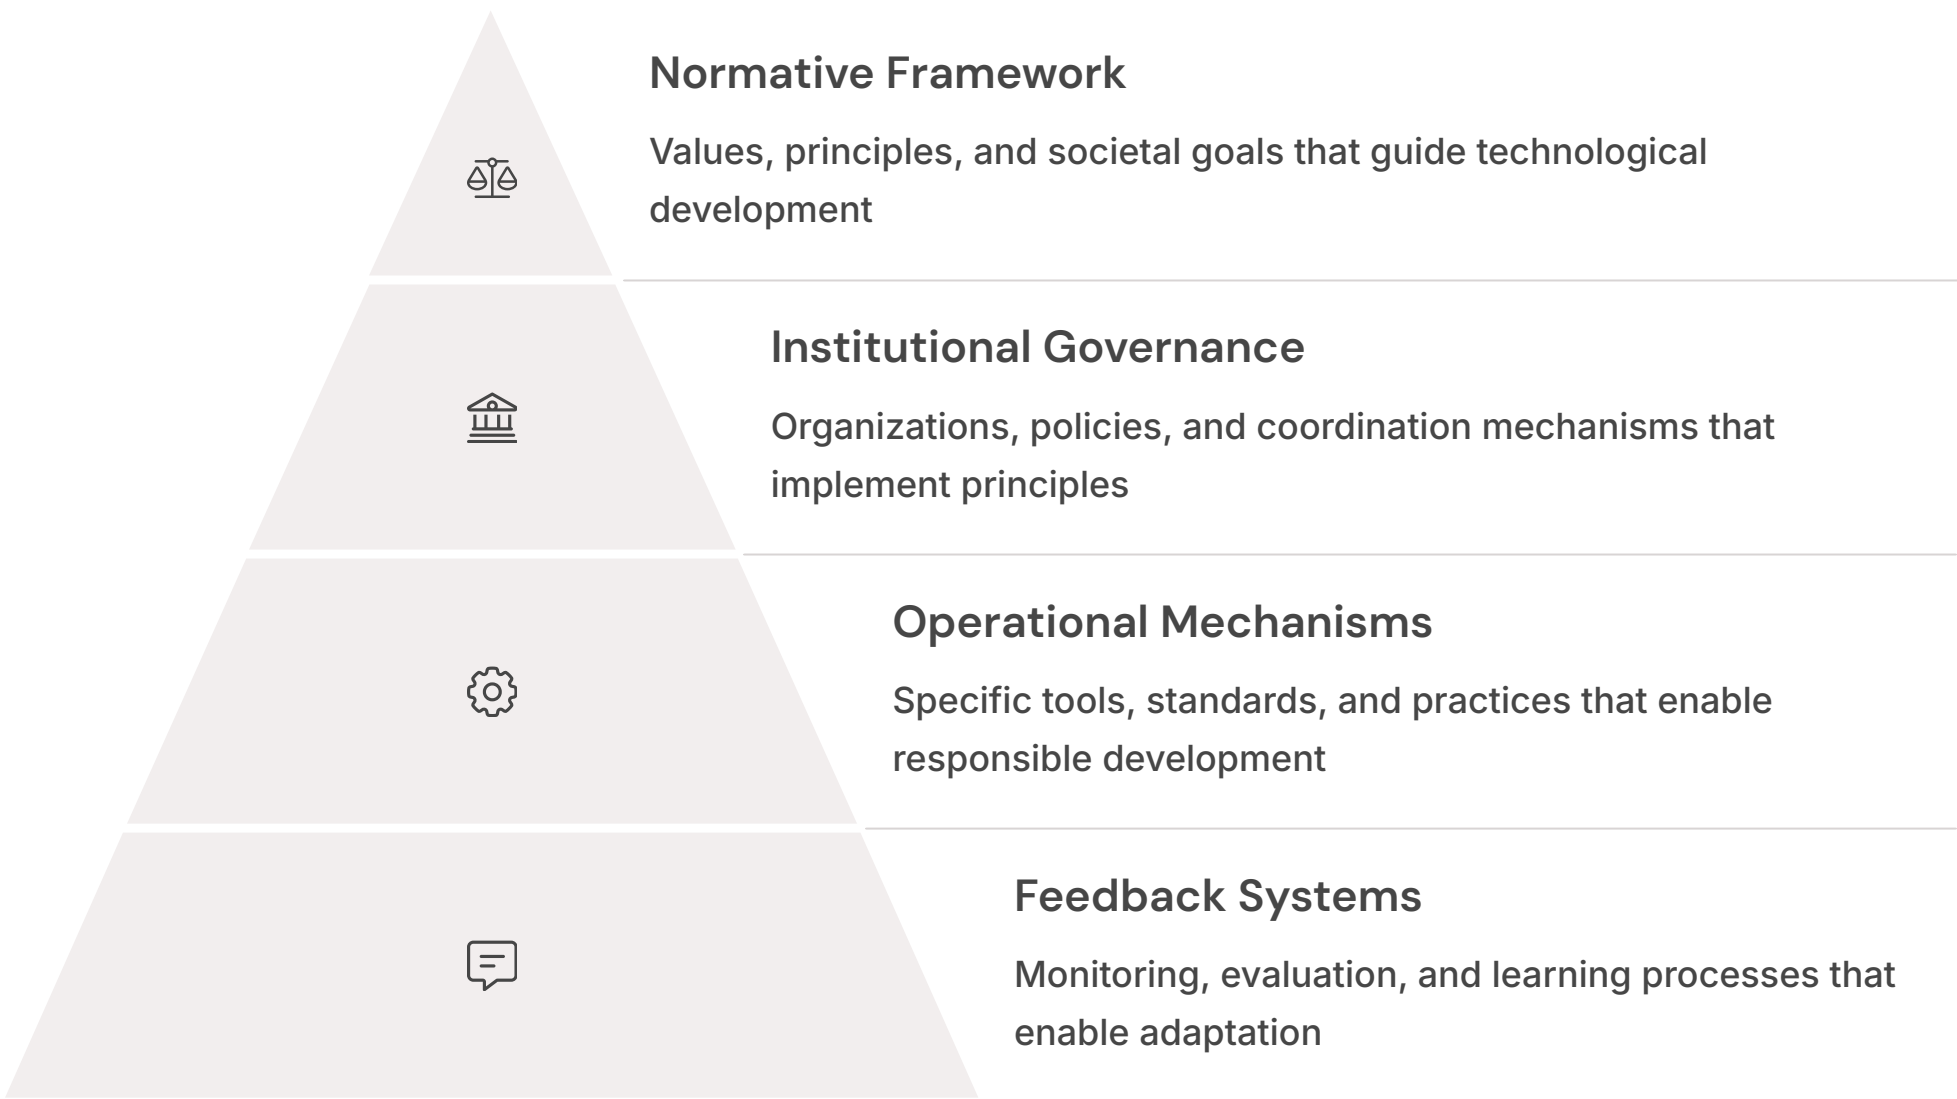 Normative Framework
Values, principles, and societal goals that guide technological
development
Institutional Governance
Organizations, policies, and coordination mechanisms that
implement principles
Operational Mechanisms
Specific tools, standards, and practices that enable
responsible development
Feedback Systems
Monitoring, evaluation, and learning processes that
enable adaptation